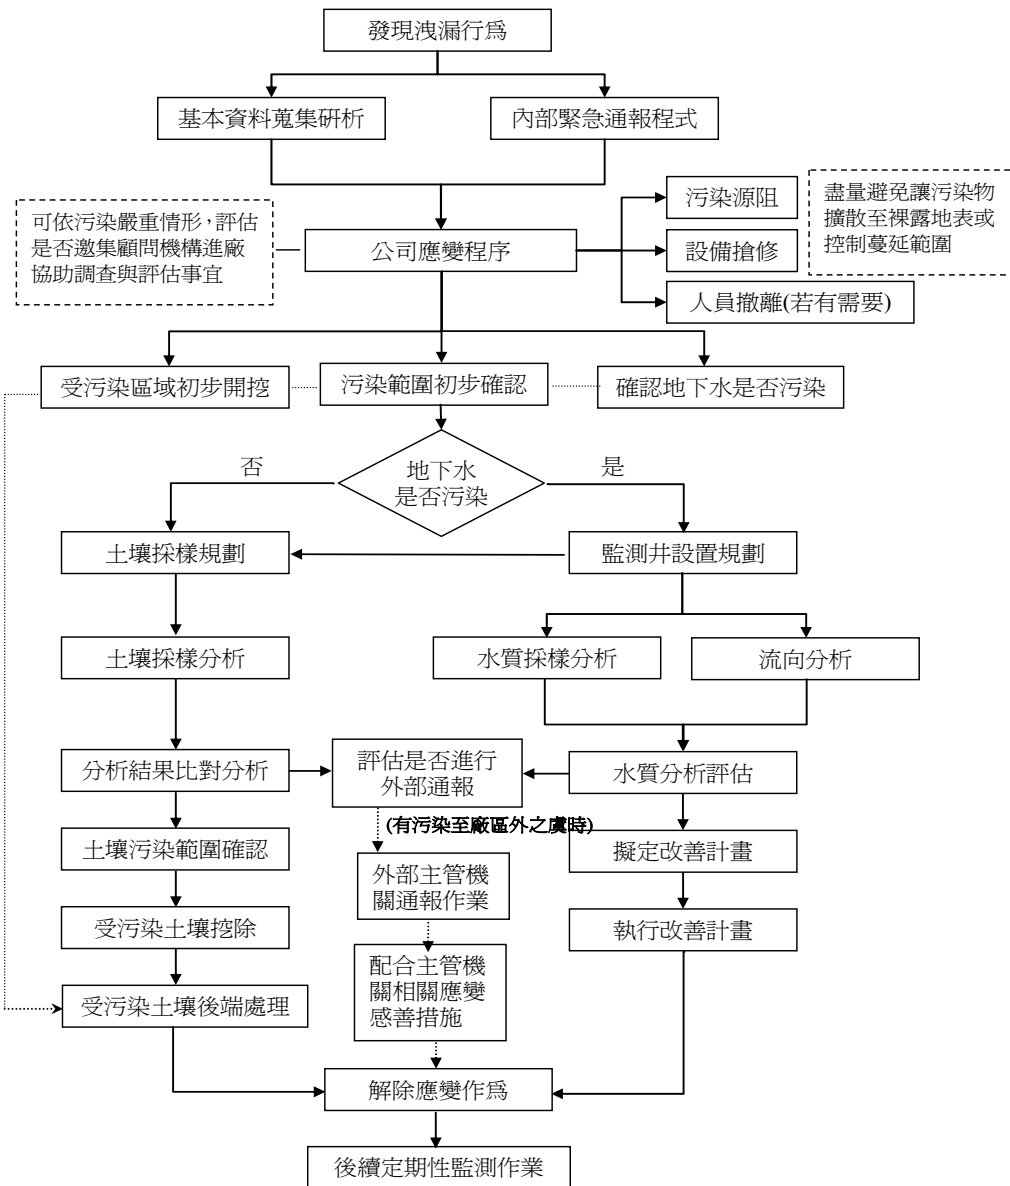 發現洩漏行爲
基本資料蒐集研析
內部緊急通報程式
可依污染嚴重情形，評估
是否邀集顧問機構進廠
協助調查與評估事宜
公司應變程序
污染源阻
設備搶修
人員撤離(若有需要)
盡量避免讓污染物
擴散至裸露地表或
控制蔓延範圍
受污染區域初步開挖
污染範圍初步確認
確認地下水是否污染
地下水
是否污染
否
是
土壤採樣規劃
監測井設置規劃
土壤採樣分析
水質採樣分析
流向分析
分析結果比對分析
評估是否進行
外部通報
水質分析評估
(有污染至廠區外之虞時)
土壤污染範圍確認
擬定改善計畫
外部主管機
關通報作業
受污染土壤挖除
執行改善計畫
配合主管機
關相關應變
感善措施
受污染土壤後端處理
解除應變作爲
後續定期性監測作業